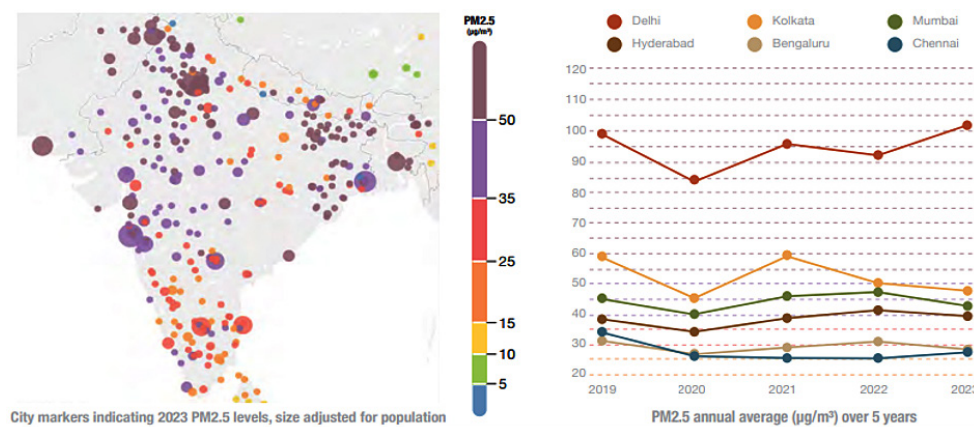 PM2.5
(µg/m³)
50
35
25
15
10
5
City markers indicating 2023 PM2.5 levels, size adjusted for population
Delhi Kolkata Mumbai
Hyderabad Bengaluru Chennai
120
110
100
90
80
70
60
50
40
30
20
2019 2020 2021 2022 2023
PM2.5 annual average (µg/m³) over 5 years